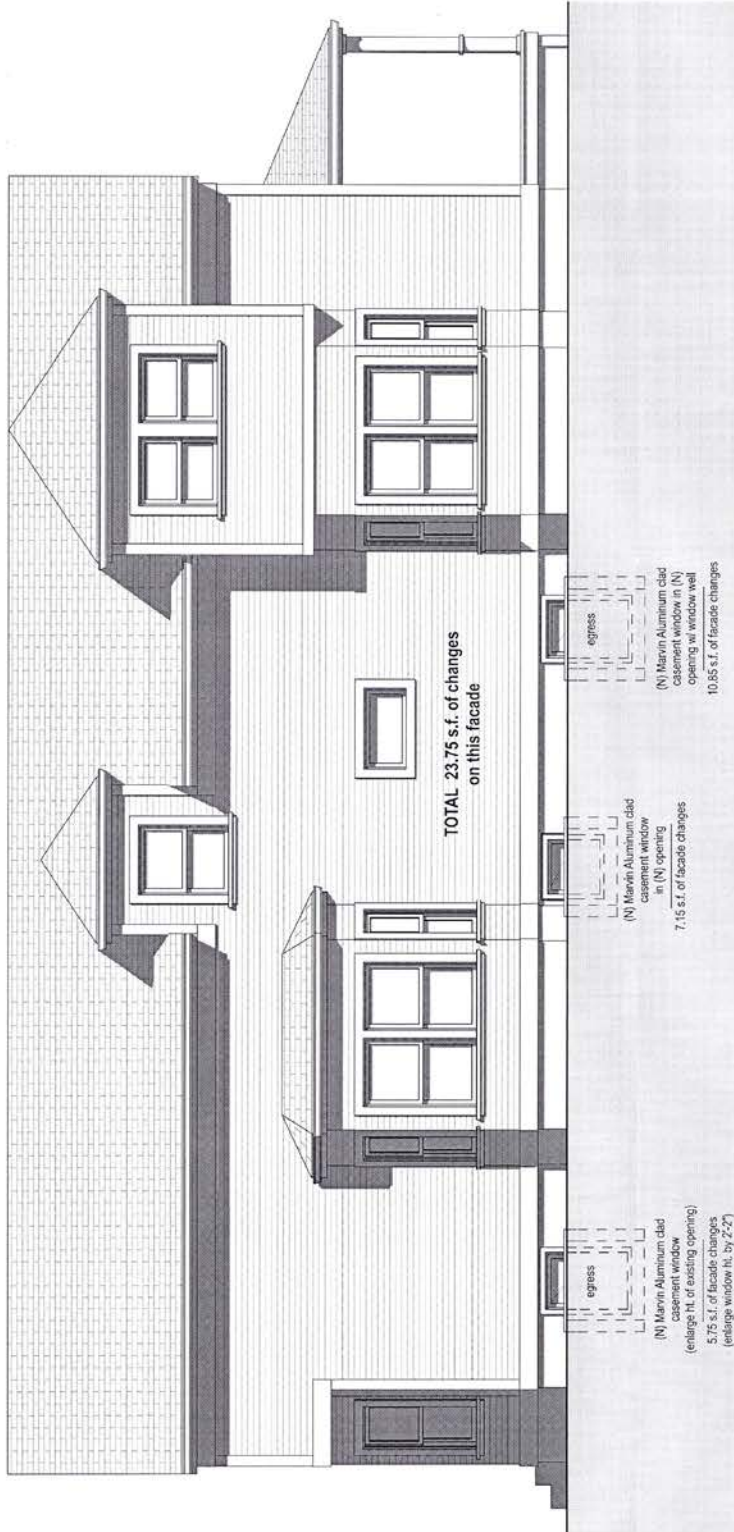 TOTAL 23.75 s.f. of changes
on this facade
egress
(N) Marvin Aluminum clad
casement window
(enlarge ht. of existing opening)
5.75 s.f. of facade changes
(enlarge window ht. by 2'-2")
(N) Marvin Aluminum clad
casement window
in (N) opening
7.15 s.f. of facade changes
egress
(N) Marvin Aluminum clad
casement window in (N)
opening w/ window well
10.85 s.f. of facade changes